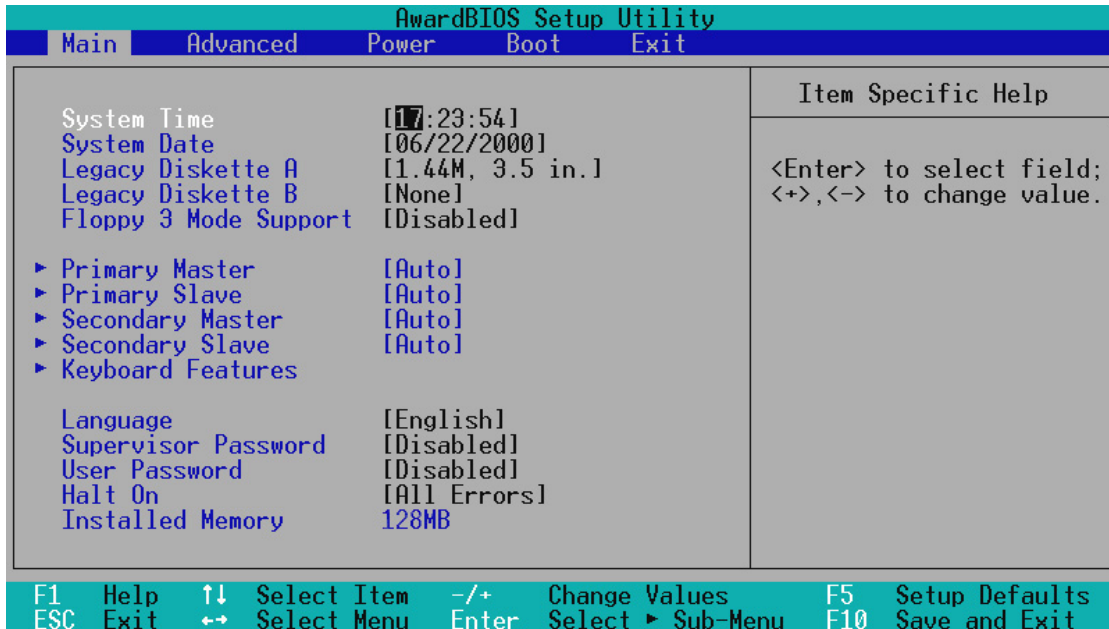 AwardBIOS Setup Utility
Main Advanced Power Boot Exit
Item Specific Help
System Time [17:23:54]
System Date [06/22/2000]
Legacy Diskette A [1.44M, 3.5 in.]
Legacy Diskette B [None]
Floppy 3 Mode Support [Disabled]
<Enter> to select field;
<+>,<-> to change value.
▶ Primary Master [Auto]
▶ Primary Slave [Auto]
▶ Secondary Master [Auto]
▶ Secondary Slave [Auto]
▶ Keyboard Features
Language [English]
Supervisor Password [Disabled]
User Password [Disabled]
Halt On [All Errors]
Installed Memory 128MB
F1 Help ↑↓ Select Item -/+ Change Values F5 Setup Defaults
ESC Exit ←→ Select Menu Enter Select ▶ Sub-Menu F10 Save and Exit